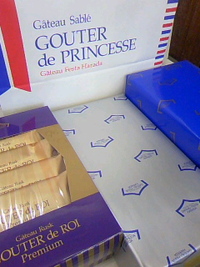 Gâteau Sablé
GOUTER
de PRINCESSE
Gâteau Festa Harada
Gâteau Rusk
GOUTER de ROI
Premium